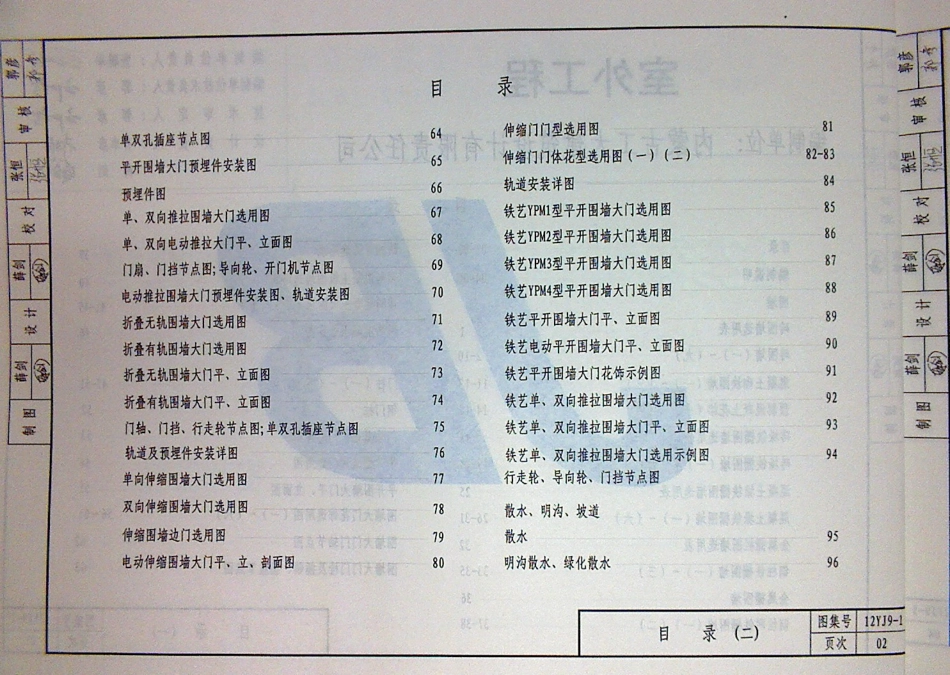 目 录
单双孔插座节点图 64
平开围墙大门预埋件安装图 65
预埋件图 66
单、双向推拉围墙大门选用图 67
单、双向电动推拉大门平、立面图 68
门扇、门挡节点图;导向轮、开门机节点图 69
电动推拉围墙大门预埋件安装图、轨道安装图 70
折叠无轨围墙大门选用图 71
折叠有轨围墙大门选用图 72
折叠无轨围墙大门平、立面图 73
折叠有轨围墙大门平、立面图 74
门轴、门挡、行走轮节点图;单双孔插座节点图 75
轨道及预埋件安装详图 76
单向伸缩围墙大门选用图 77
双向伸缩围墙大门选用图 78
伸缩围墙边门选用图 79
电动伸缩围墙大门平、立、剖面图 80
伸缩门门型选用图 81
伸缩门门体花型选用图(一)(二) 82-83
轨道安装详图 84
铁艺YPM1型平开围墙大门选用图 85
铁艺YPM2型平开围墙大门选用图 86
铁艺YPM3型平开围墙大门选用图 87
铁艺YPM4型平开围墙大门选用图 88
铁艺平开围墙大门平、立面图 89
铁艺电动平开围墙大门平、立面图 90
铁艺平开围墙大门花饰示例图 91
铁艺单、双向推拉围墙大门选用图 92
铁艺单、双向推拉围墙大门平、立面图 93
铁艺单、双向推拉围墙大门选用示例图 94
行走轮、导向轮、门挡节点图
散水、明沟、坡道
散水 95
明沟散水、绿化散水 96
目 录 (二)
图集号 12YJ9-1
页次 02
郭彦
审核
张恒
校对
薛剑
设计
薛剑
制图
郭彦
审核
张恒
校对
薛剑
设计
薛剑
制图